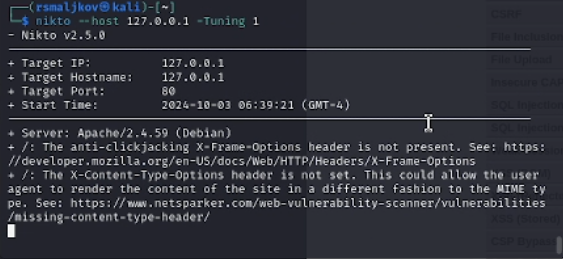 (rsmaljkov㉿kali)-[~]
$ nikto --host 127.0.0.1 -Tuning 1
- Nikto v2.5.0
+ Target IP: 127.0.0.1
+ Target Hostname: 127.0.0.1
+ Target Port: 80
+ Start Time: 2024-10-03 06:39:21 (GMT-4)
+ Server: Apache/2.4.59 (Debian)
+ /: The anti-clickjacking X-Frame-Options header is not present. See: https:
//developer.mozilla.org/en-US/docs/Web/HTTP/Headers/X-Frame-Options
+ /: The X-Content-Type-Options header is not set. This could allow the user
agent to render the content of the site in a different fashion to the MIME ty
pe. See: https://www.netsparker.com/web-vulnerability-scanner/vulnerabilities
/missing-content-type-header/
CSRF
File Inclusion
File Upload
Insecure CAP
SQL Injection
SQL Injection
XSS (Stored)
CSP Bypass